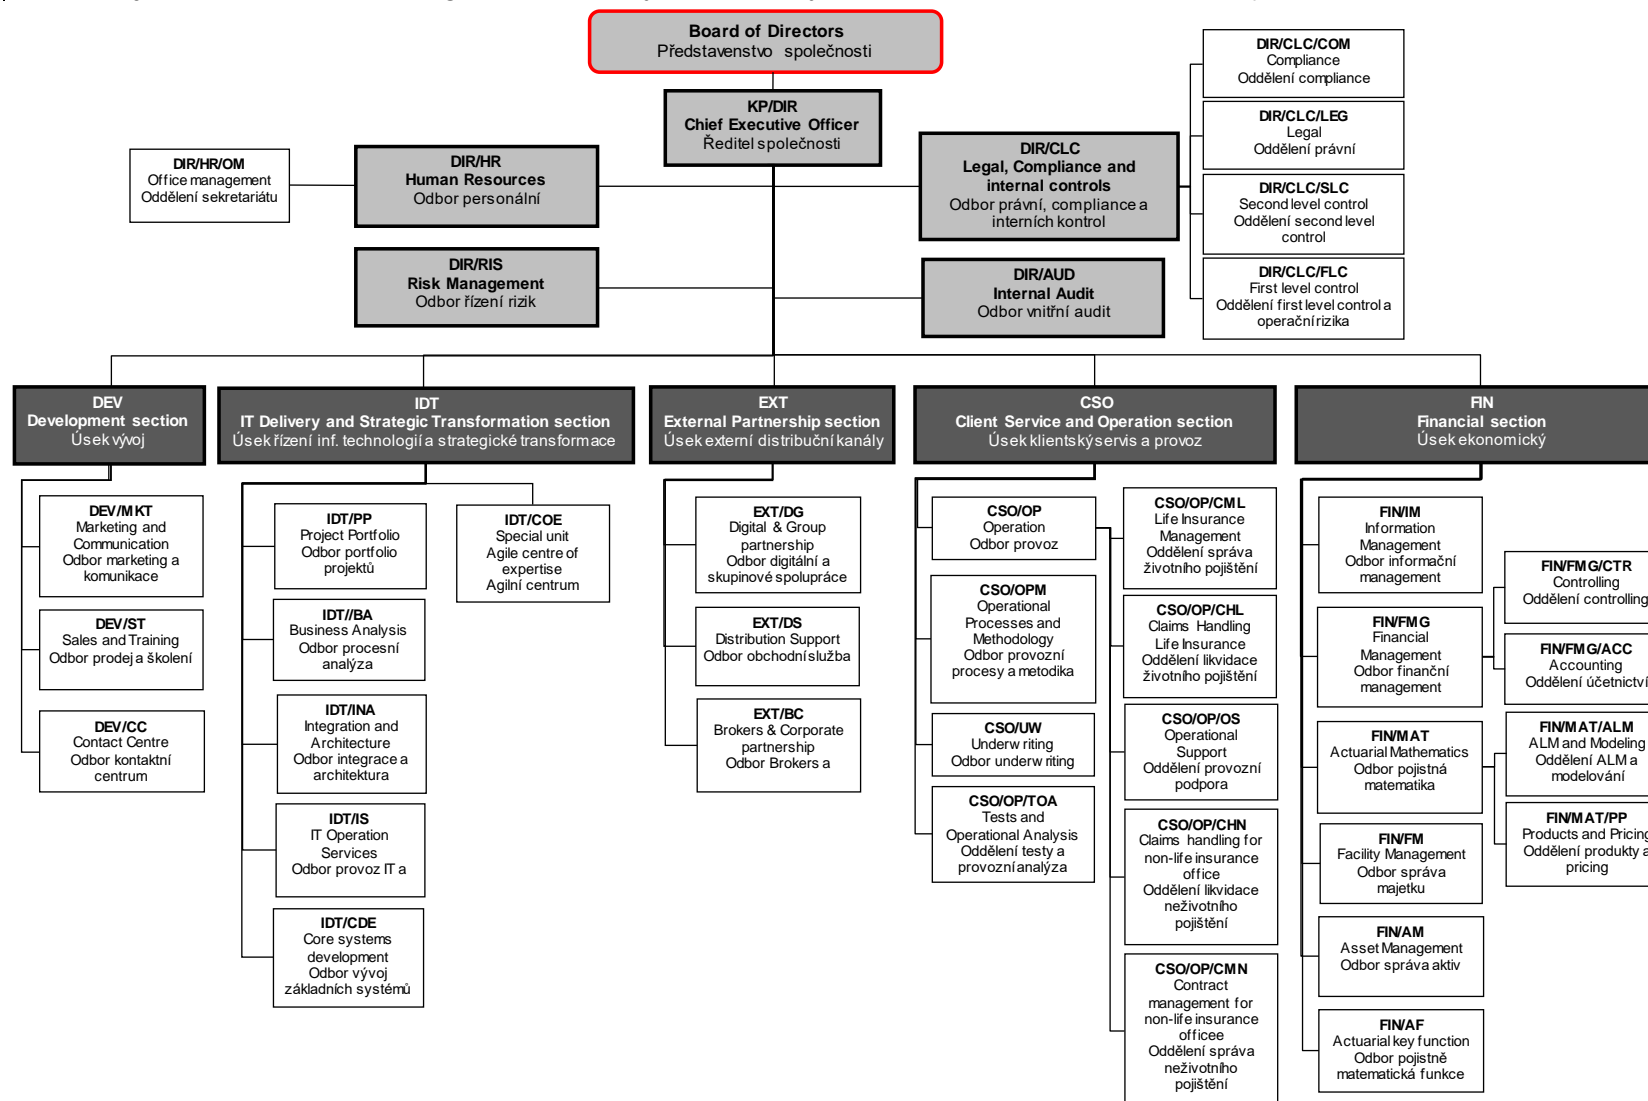 Board of Directors
Představenstvo společnosti
KP/DIR
Chief Executive Officer
Ředitel společnosti
DIR/HR/OM
Office management
Oddělení sekretariátu
DIR/HR
Human Resources
Odbor personální
DIR/CLC
Legal, Compliance and
internal controls
Odbor právní, compliance a
interních kontrol
DIR/CLC/COM
Compliance
Oddělení compliance
DIR/CLC/LEG
Legal
Oddělení právní
DIR/CLC/SLC
Second level control
Oddělení second level
control
DIR/CLC/FLC
First level control
Oddělení first level control a
operační rizika
DIR/RIS
Risk Management
Odbor řízení rizik
DIR/AUD
Internal Audit
Odbor vnitřní audit
DEV
Development section
Úsek vývoj
IDT
IT Delivery and Strategic Transformation section
Úsek řízení inf. technologií a strategické transformace
EXT
External Partnership section
Úsek externí distribuční kanály
CSO
Client Service and Operation section
Úsek klientský servis a provoz
FIN
Financial section
Úsek ekonomický
DEV/MKT
Marketing and
Communication
Odbor marketing a
komunikace
DEV/ST
Sales and Training
Odbor prodej a školení
DEV/CC
Contact Centre
Odbor kontaktní
centrum
IDT/PP
Project Portfolio
Odbor portfolio
projektů
IDT//BA
Business Analysis
Odbor procesní
analýza
IDT/INA
Integration and
Architecture
Odbor integrace a
architektura
IDT/IS
IT Operation
Services
Odbor provoz IT a
IDT/CDE
Core systems
development
Odbor vývoj
základních systémů
IDT/COE
Special unit
Agile centre of
expertise
Agilní centrum
EXT/DG
Digital & Group
partnership
Odbor digitální a
skupinové spolupráce
EXT/DS
Distribution Support
Odbor obchodní služba
EXT/BC
Brokers & Corporate
partnership
Odbor Brokers a
CSO/OP
Operation
Odbor provoz
CSO/OPM
Operational
Processes and
Methodology
Odbor provozní
procesy a metodika
CSO/UW
Underwriting
Odbor underwriting
CSO/OP/TOA
Tests and
Operational Analysis
Oddělení testy a
provozní analýza
CSO/OP/CML
Life Insurance
Management
Oddělení správa
životního pojištění
CSO/OP/CHL
Claims Handling
Life Insurance
Oddělení likvidace
životního pojištění
CSO/OP/OS
Operational
Support
Oddělení provozní
podpora
CSO/OP/CHN
Claims handling for
non-life insurance
office
Oddělení likvidace
neživotního
pojištění
CSO/OP/CMN
Contract
management for
non-life insurance
officee
Oddělení správa
neživotního
pojištění
FIN/IM
Information
Management
Odbor informační
management
FIN/FMG
Financial
Management
Odbor finanční
management
FIN/MAT
Actuarial Mathematics
Odbor pojistná
matematika
FIN/FM
Facility Management
Odbor správa
majetku
FIN/AM
Asset Management
Odbor správa aktiv
FIN/AF
Actuarial key function
Odbor pojistně
matematická funkce
FIN/FMG/CTR
Controlling
Oddělení controlling
FIN/FMG/ACC
Accounting
Oddělení účetnictví
FIN/MAT/ALM
ALM and Modeling
Oddělení ALM a
modelování
FIN/MAT/PP
Products and Pricing
Oddělení produkty a
pricing